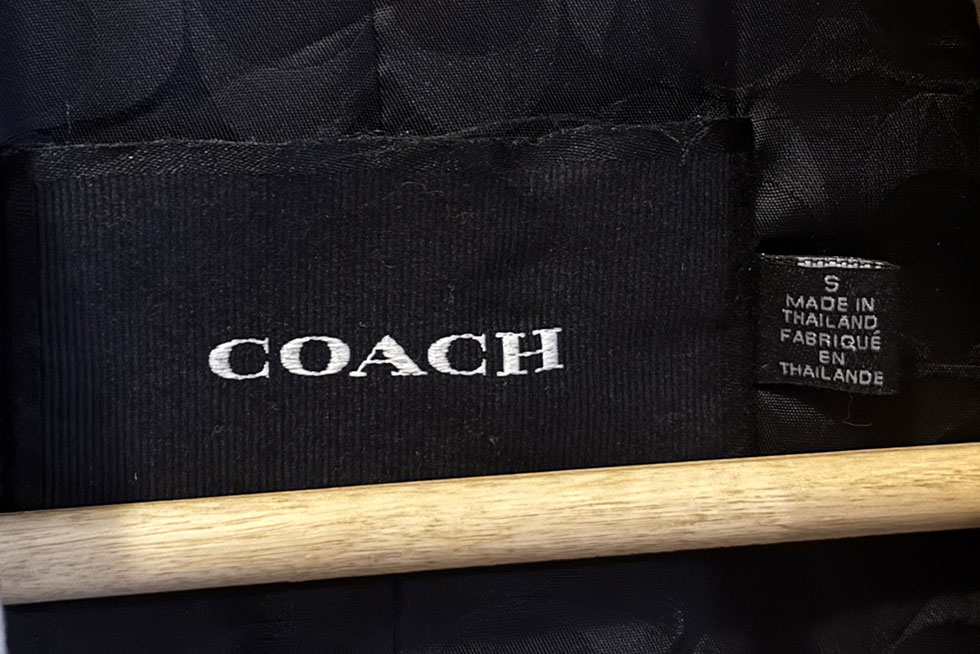 COACH
S
MADE IN
THAILAND
FABRIQUÉ
EN
THAILANDE